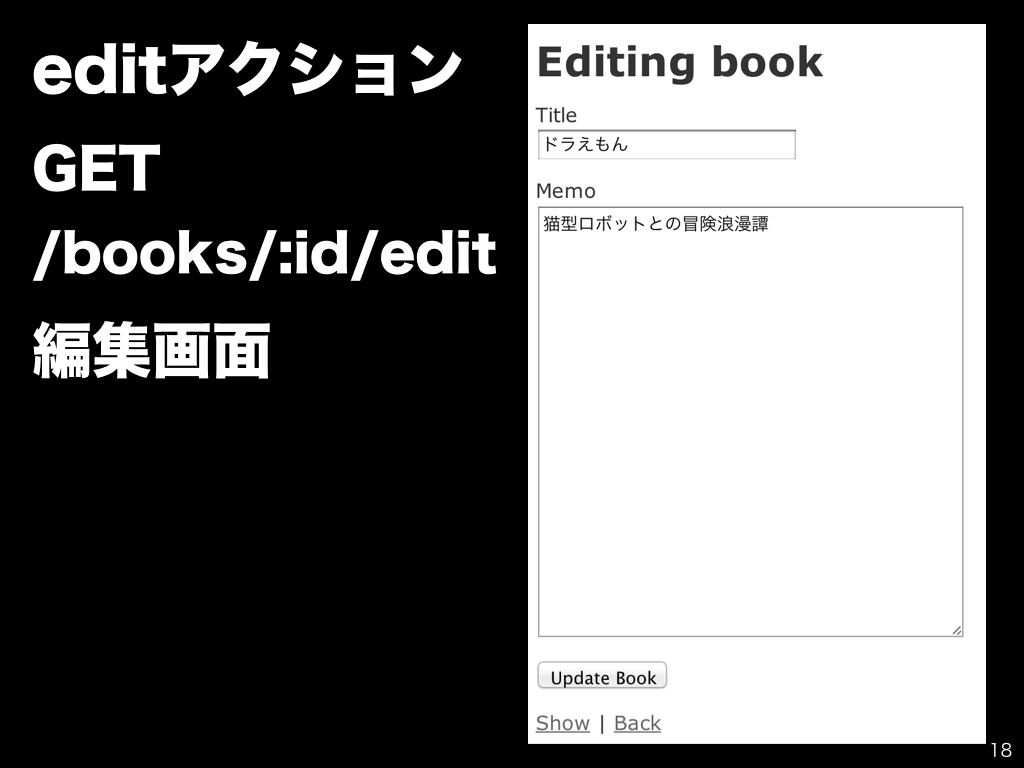 editアクション
GET
/books/:id/edit
編集画面
Editing book
Title
ドラえもん
Memo
猫型ロボットとの冒険浪漫譚
Update Book
Show | Back
18